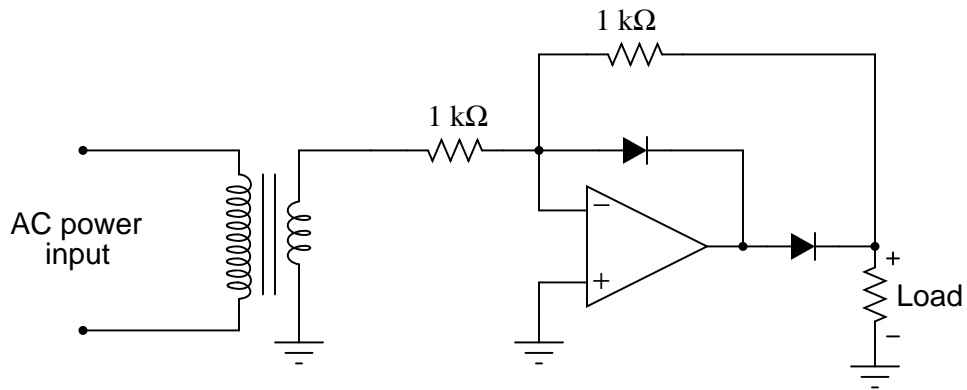 1 kΩ
1 kΩ
AC power
input
−
+
+
Load
−